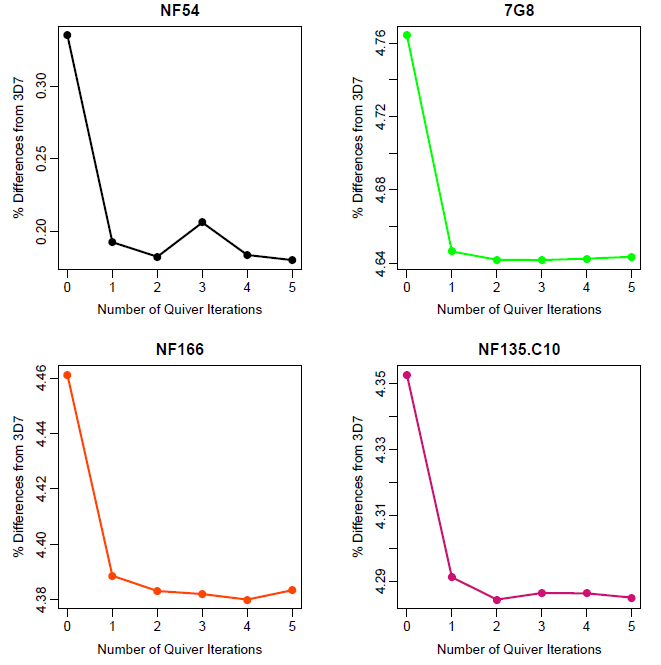 NF54
% Differences from 3D7
0.30
0.25
0.20
0 1 2 3 4 5
Number of Quiver Iterations
7G8
% Differences from 3D7
4.76
4.72
4.68
4.64
0 1 2 3 4 5
Number of Quiver Iterations
NF166
% Differences from 3D7
4.46
4.44
4.42
4.40
4.38
0 1 2 3 4 5
Number of Quiver Iterations
NF135.C10
% Differences from 3D7
4.35
4.33
4.31
4.29
0 1 2 3 4 5
Number of Quiver Iterations